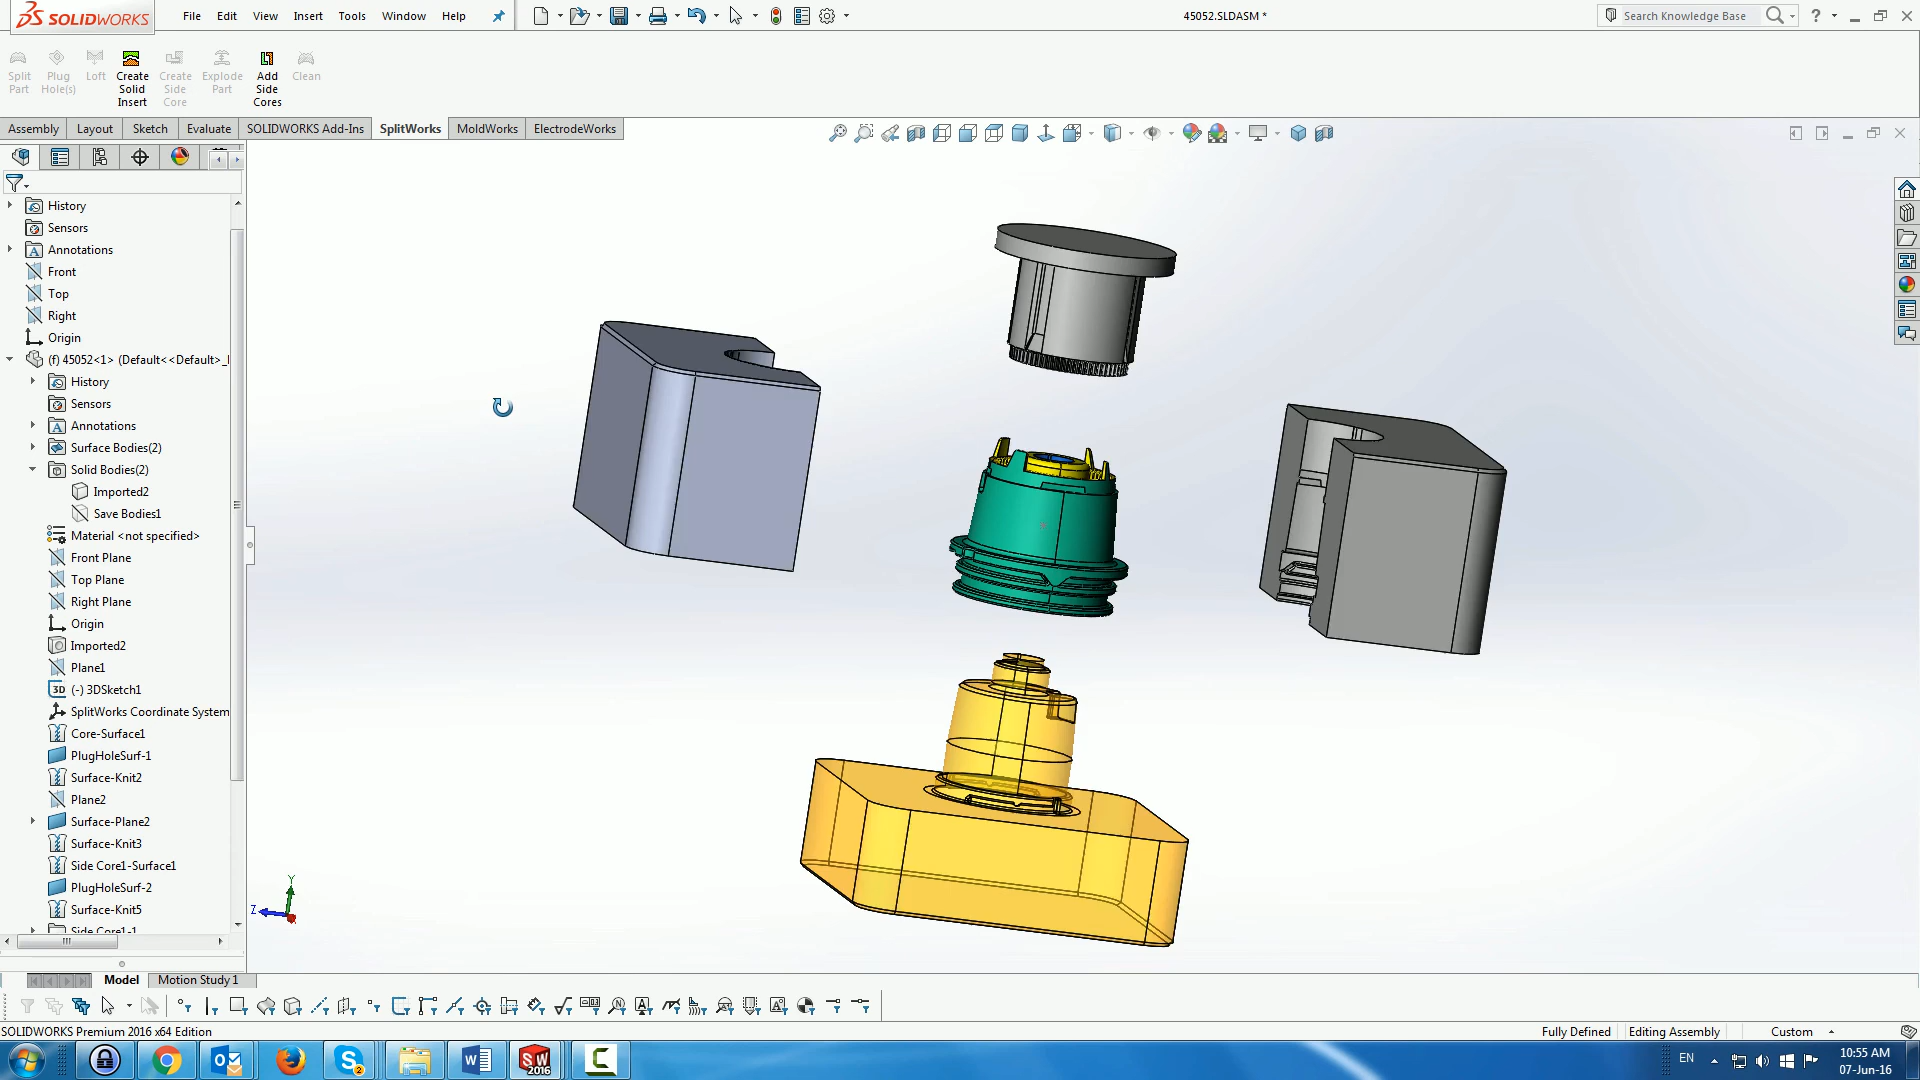 SOLIDWORKS
File Edit View Insert Tools Window Help
45052.SLDASM *
Search Knowledge Base
Split Part
Plug Hole(s)
Loft
Create Solid Insert
Create Side Core
Explode Part
Add Side Cores
Clean
Assembly Layout Sketch Evaluate SOLIDWORKS Add-Ins SplitWorks MoldWorks ElectrodeWorks
History
Sensors
Annotations
Front
Top
Right
Origin
(f) 45052<1> (Default<<Default>_
History
Sensors
Annotations
Surface Bodies(2)
Solid Bodies(2)
Imported2
Save Bodies1
Material <not specified>
Front Plane
Top Plane
Right Plane
Origin
Imported2
Plane1
(-) 3DSketch1
SplitWorks Coordinate System
Core-Surface1
PlugHoleSurf-1
Surface-Knit2
Plane2
Surface-Plane2
Surface-Knit3
Side Core1-Surface1
PlugHoleSurf-2
Surface-Knit5
Side Core1-1
Y
Z
Model Motion Study 1
SOLIDWORKS Premium 2016 x64 Edition
Fully Defined Editing Assembly Custom
EN
10:55 AM
07-Jun-16